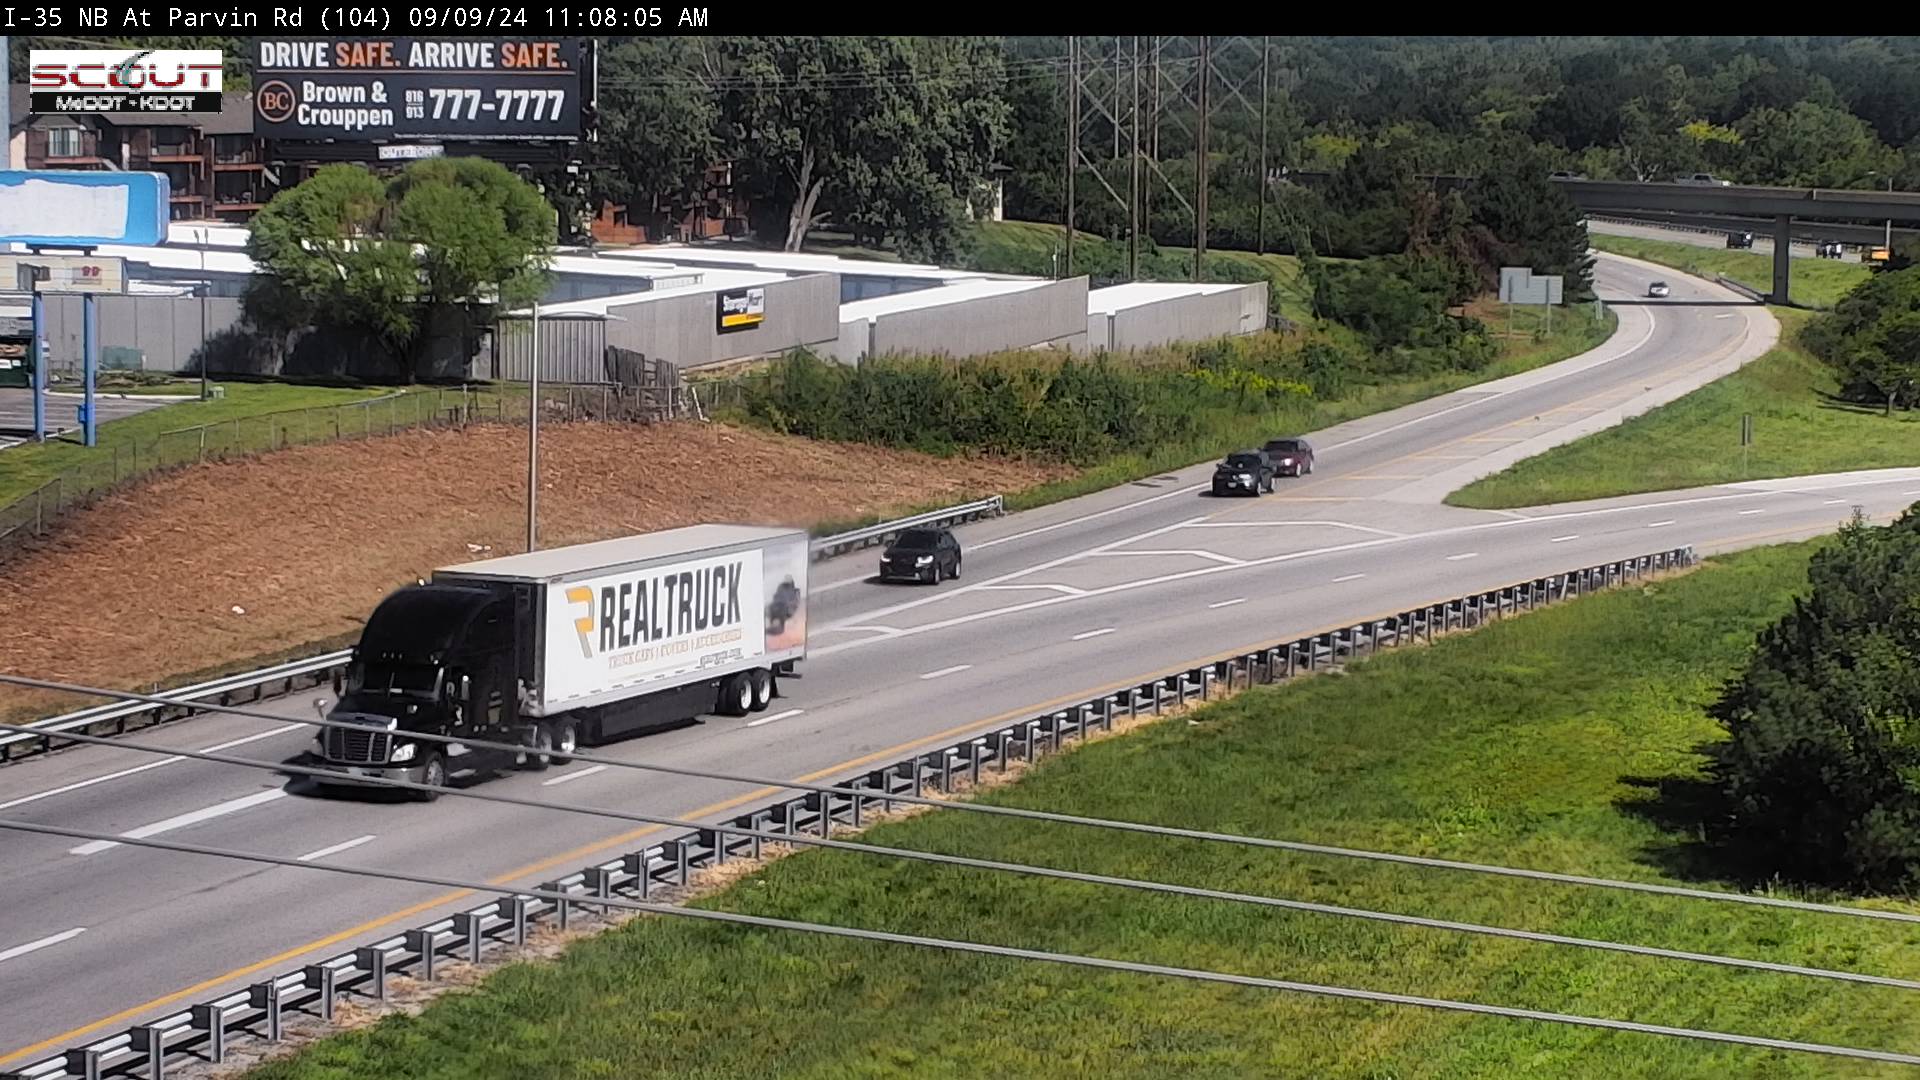 I-35 NB At Parvin Rd (104) 09/09/24 11:08:05 AM
SCOUT
MoDOT - KDOT
DRIVE SAFE. ARRIVE SAFE.
BC
Brown &
Crouppen
816
913
777-7777
StorageMart
REALTRUCK